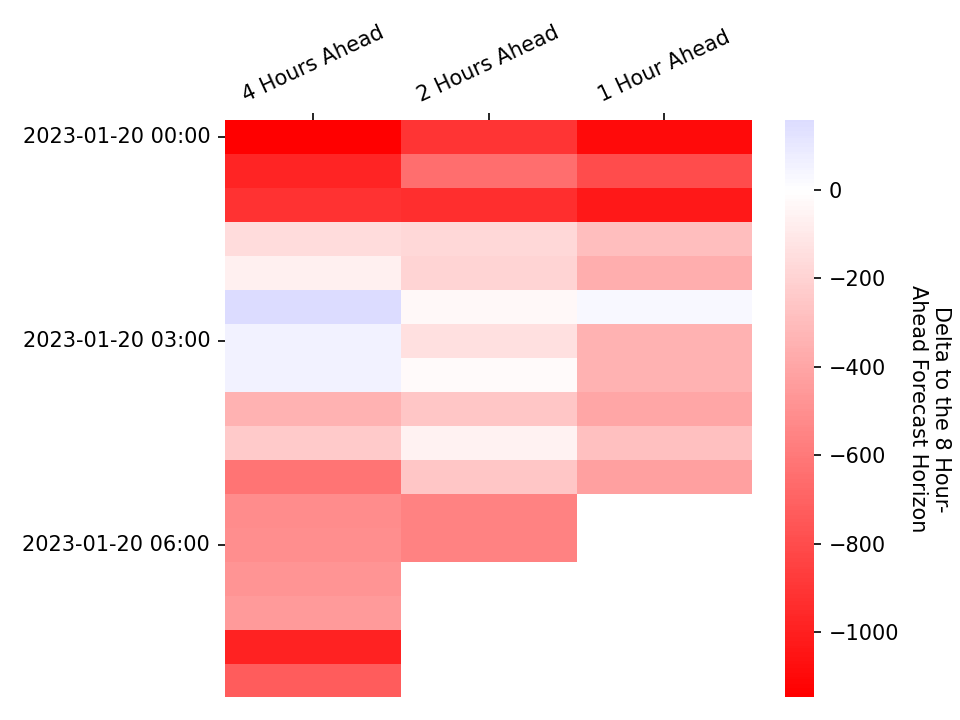 4 Hours Ahead
2 Hours Ahead
1 Hour Ahead
2023-01-20 00:00
2023-01-20 03:00
2023-01-20 06:00
0
−200
−400
−600
−800
−1000
Delta to the 8 Hour-
Ahead Forecast Horizon